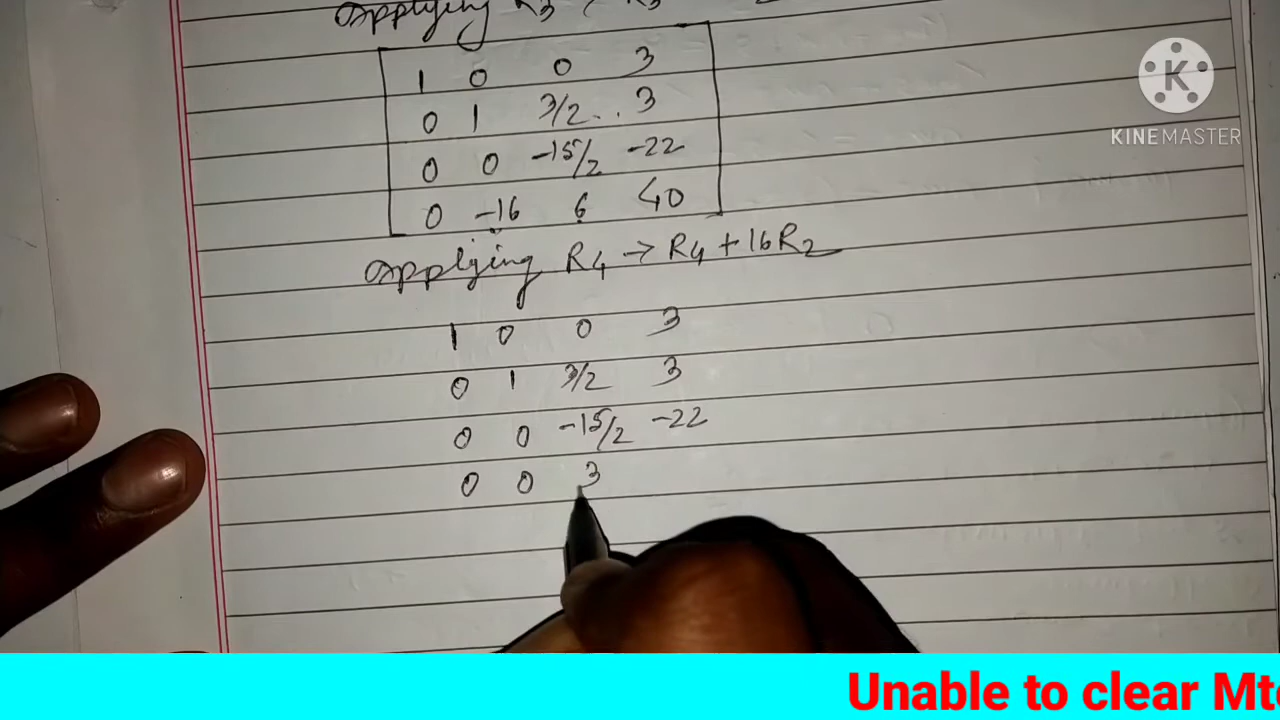 Applying R3
1 0 0 3
0 1 3/2 3
0 0 -15/2 -22
0 -16 6 40
Applying R4 → R4 + 16R2
1 0 0 3
0 1 3/2 3
0 0 -15/2 -22
0 0 3
K
KINEMASTER
Unable to clear Mt